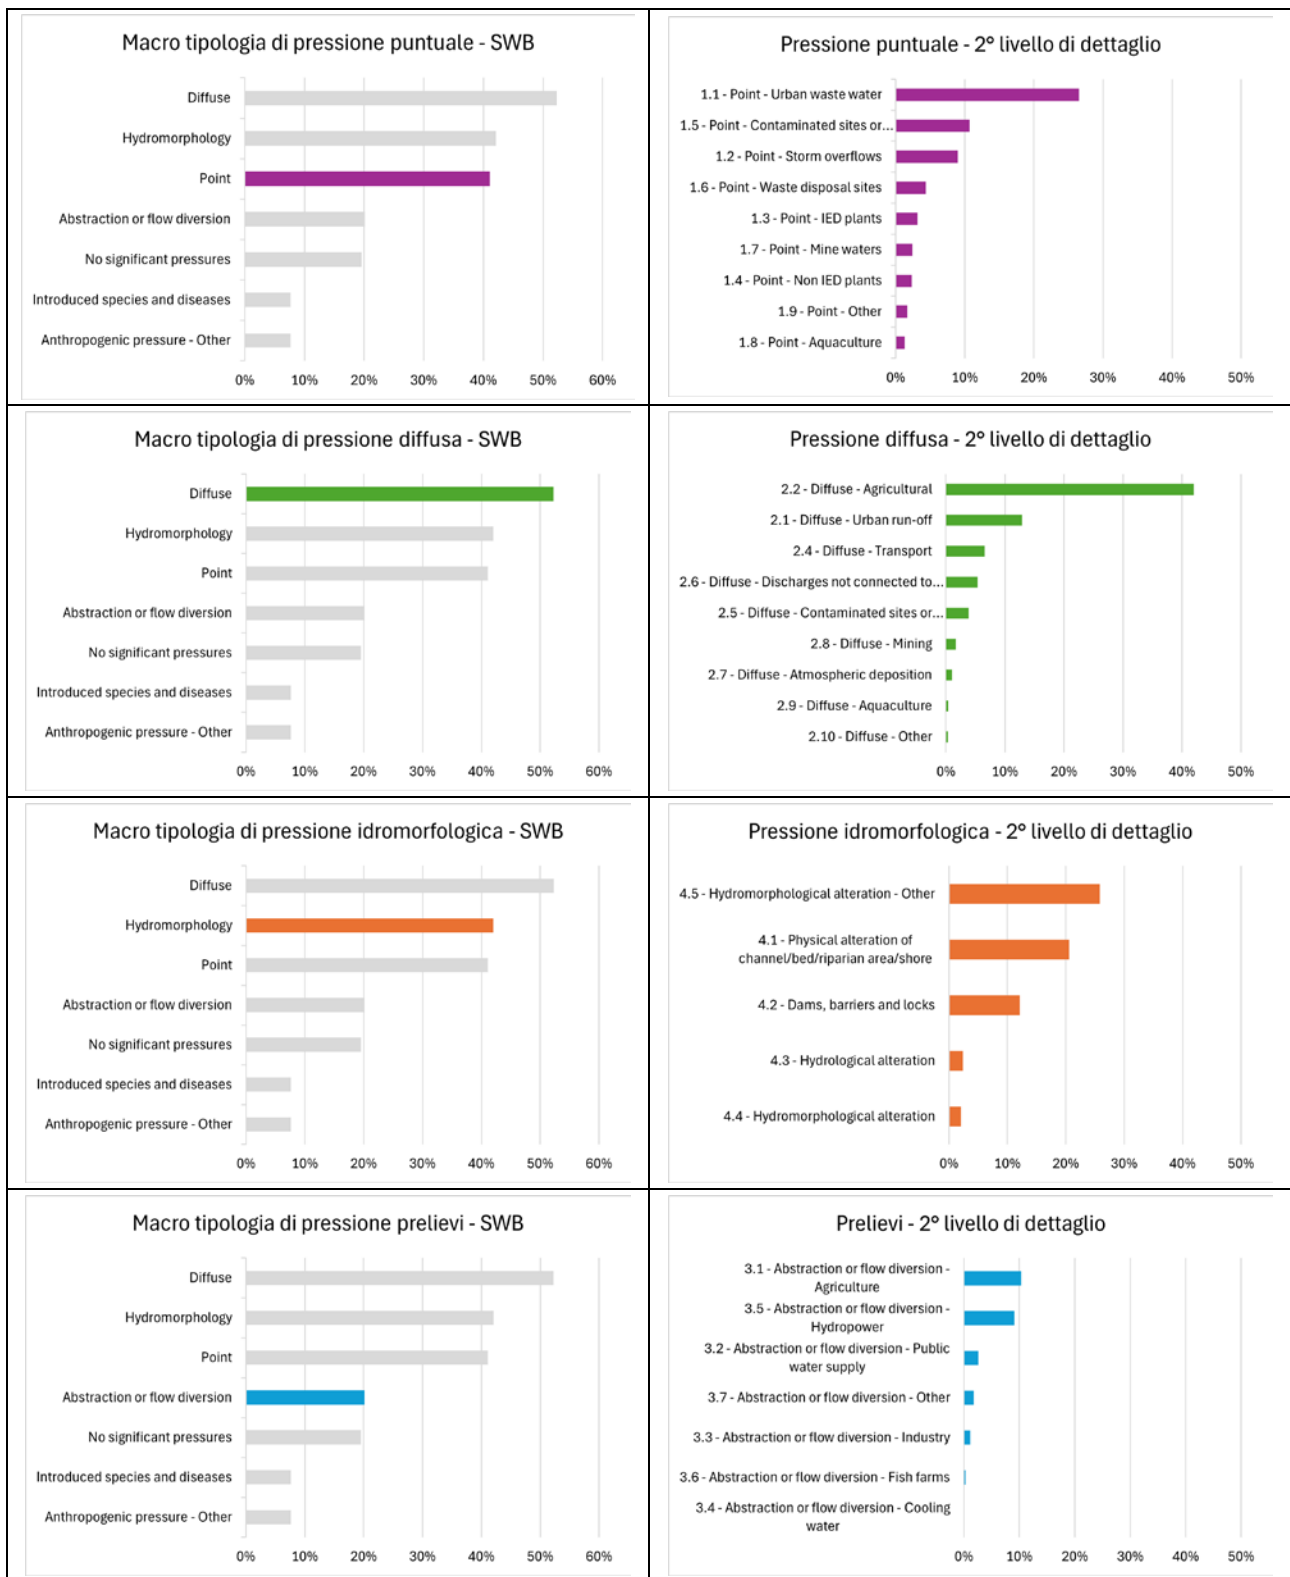 Macro tipologia di pressione puntuale - SWB
Diffuse
Hydromorphology
Point
Abstraction or flow diversion
No significant pressures
Introduced species and diseases
Anthropogenic pressure - Other
0% 10% 20% 30% 40% 50% 60%
Pressione puntuale - 2° livello di dettaglio
1.1 - Point - Urban waste water
1.5 - Point - Contaminated sites or...
1.2 - Point - Storm overflows
1.6 - Point - Waste disposal sites
1.3 - Point - IED plants
1.7 - Point - Mine waters
1.4 - Point - Non IED plants
1.9 - Point - Other
1.8 - Point - Aquaculture
0% 10% 20% 30% 40% 50%
Macro tipologia di pressione diffusa - SWB
Diffuse
Hydromorphology
Point
Abstraction or flow diversion
No significant pressures
Introduced species and diseases
Anthropogenic pressure - Other
0% 10% 20% 30% 40% 50% 60%
Pressione diffusa - 2° livello di dettaglio
2.2 - Diffuse - Agricultural
2.1 - Diffuse - Urban run-off
2.4 - Diffuse - Transport
2.6 - Diffuse - Discharges not connected to...
2.5 - Diffuse - Contaminated sites or...
2.8 - Diffuse - Mining
2.7 - Diffuse - Atmospheric deposition
2.9 - Diffuse - Aquaculture
2.10 - Diffuse - Other
0% 10% 20% 30% 40% 50%
Macro tipologia di pressione idromorfologica - SWB
Diffuse
Hydromorphology
Point
Abstraction or flow diversion
No significant pressures
Introduced species and diseases
Anthropogenic pressure - Other
0% 10% 20% 30% 40% 50% 60%
Pressione idromorfologica - 2° livello di dettaglio
4.5 - Hydromorphological alteration - Other
4.1 - Physical alteration of
channel/bed/riparian area/shore
4.2 - Dams, barriers and locks
4.3 - Hydrological alteration
4.4 - Hydromorphological alteration
0% 10% 20% 30% 40% 50%
Macro tipologia di pressione prelievi - SWB
Diffuse
Hydromorphology
Point
Abstraction or flow diversion
No significant pressures
Introduced species and diseases
Anthropogenic pressure - Other
0% 10% 20% 30% 40% 50% 60%
Prelievi - 2° livello di dettaglio
3.1 - Abstraction or flow diversion -
Agriculture
3.5 - Abstraction or flow diversion -
Hydropower
3.2 - Abstraction or flow diversion - Public
water supply
3.7 - Abstraction or flow diversion - Other
3.3 - Abstraction or flow diversion - Industry
3.6 - Abstraction or flow diversion - Fish farms
3.4 - Abstraction or flow diversion - Cooling
water
0% 10% 20% 30% 40% 50%